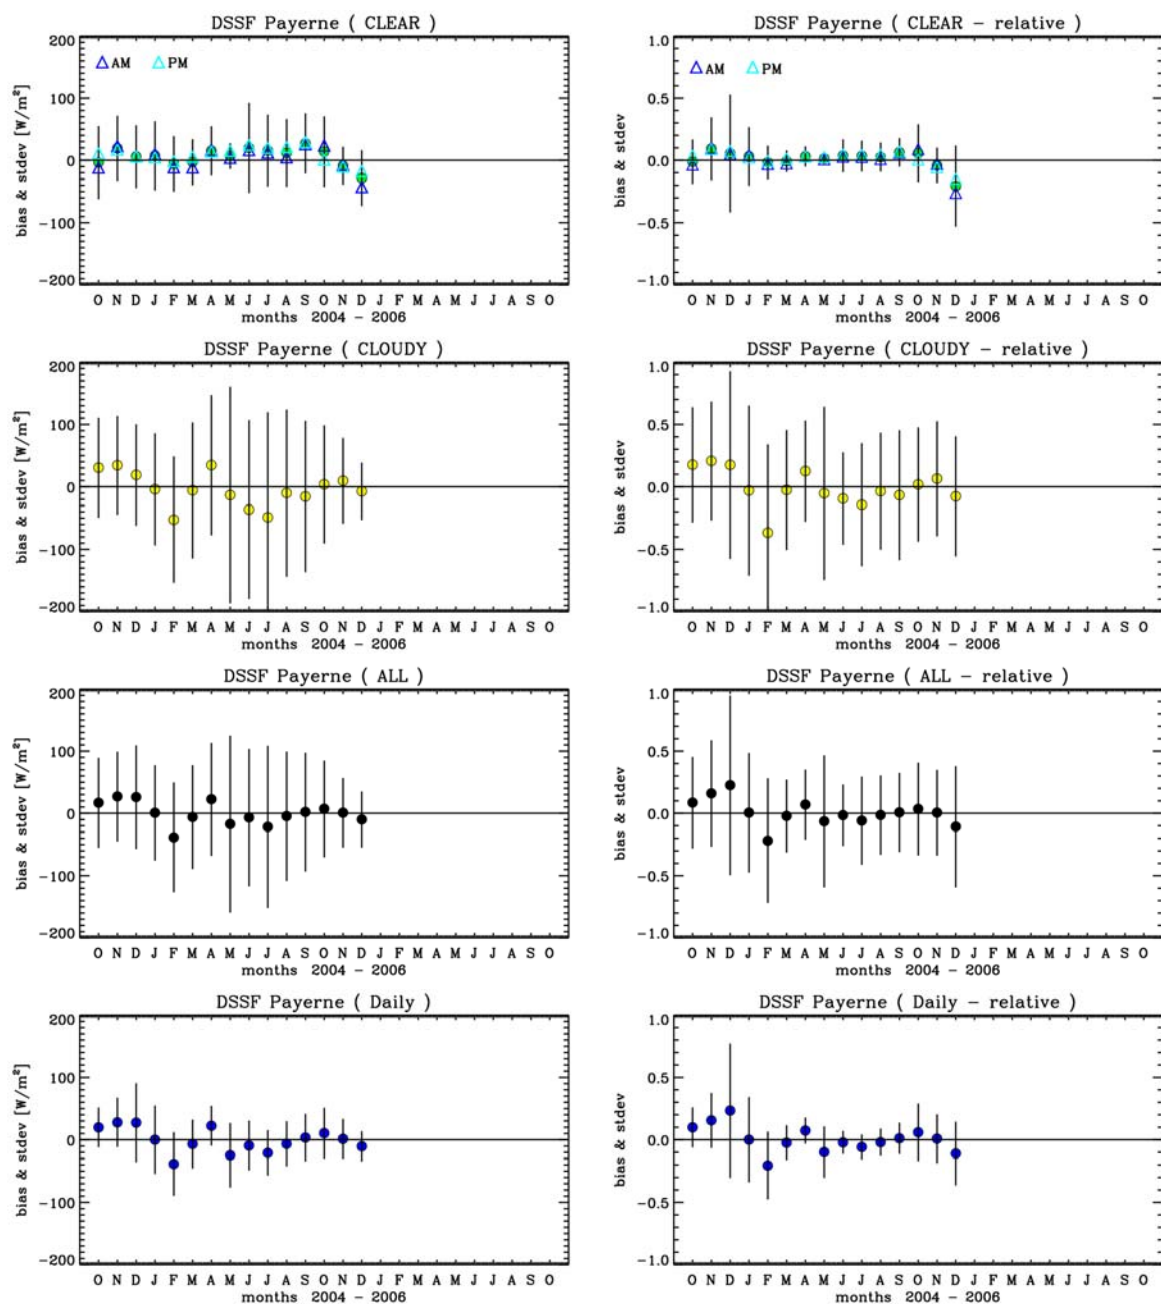 DSSF Payerne ( CLEAR )
200
100
0
−100
−200
bias & stdev [W/m²]
AM PM
O N D J F M A M J J A S O N D J F M A M J J A S O
months 2004 − 2006
DSSF Payerne ( CLEAR − relative )
1.0
0.5
0.0
−0.5
−1.0
bias & stdev
AM PM
O N D J F M A M J J A S O N D J F M A M J J A S O
months 2004 − 2006
DSSF Payerne ( CLOUDY )
200
100
0
−100
−200
bias & stdev [W/m²]
O N D J F M A M J J A S O N D J F M A M J J A S O
months 2004 − 2006
DSSF Payerne ( CLOUDY − relative )
1.0
0.5
0.0
−0.5
−1.0
bias & stdev
O N D J F M A M J J A S O N D J F M A M J J A S O
months 2004 − 2006
DSSF Payerne ( ALL )
200
100
0
−100
−200
bias & stdev [W/m²]
O N D J F M A M J J A S O N D J F M A M J J A S O
months 2004 − 2006
DSSF Payerne ( ALL − relative )
1.0
0.5
0.0
−0.5
−1.0
bias & stdev
O N D J F M A M J J A S O N D J F M A M J J A S O
months 2004 − 2006
DSSF Payerne ( Daily )
200
100
0
−100
−200
bias & stdev [W/m²]
O N D J F M A M J J A S O N D J F M A M J J A S O
months 2004 − 2006
DSSF Payerne ( Daily − relative )
1.0
0.5
0.0
−0.5
−1.0
bias & stdev
O N D J F M A M J J A S O N D J F M A M J J A S O
months 2004 − 2006